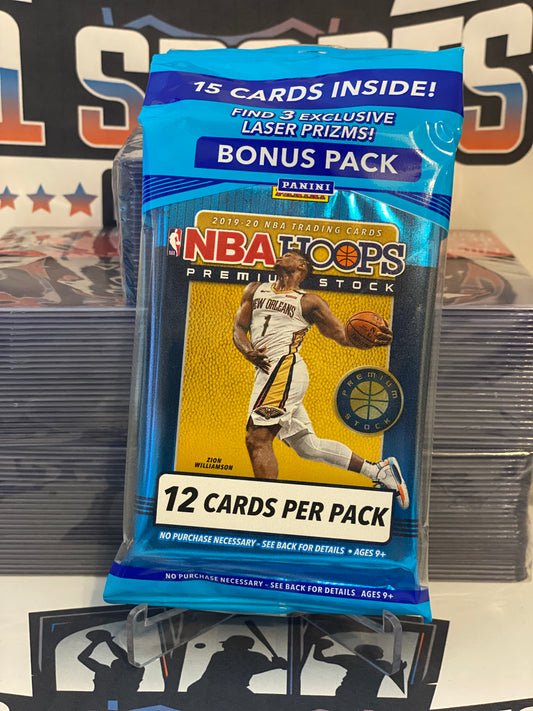 SPORTS
15 CARDS INSIDE!
FIND 3 EXCLUSIVE
LASER PRIZMS!
BONUS PACK
PANINI
2019-20 NBA TRADING CARDS
NBA HOOPS
PREMIUM STOCK
NEW ORLEANS
1
PREMIUM
STOCK
ZION
WILLIAMSON
12 CARDS PER PACK
NO PURCHASE NECESSARY - SEE BACK FOR DETAILS • AGES 9+
NO PURCHASE NECESSARY - SEE BACK FOR DETAILS AGES 9+